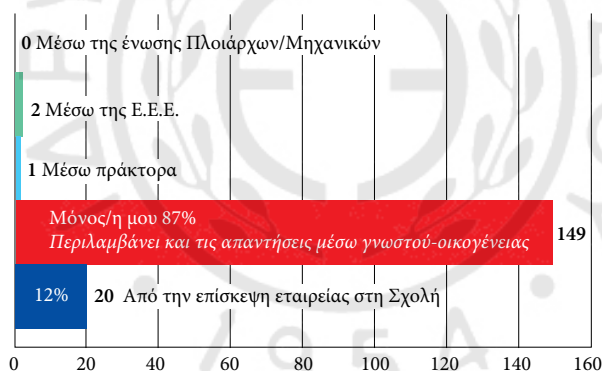 0 Μέσω της ένωσης Πλοιάρχων/Μηχανικών
2 Μέσω της Ε.Ε.Ε.
1 Μέσω πράκτορα
Μόνος/η μου 87%
Περιλαμβάνει και τις απαντήσεις μέσω γνωστού-οικογένειας
149
12%
20 Από την επίσκεψη εταιρείας στη Σχολή
0 20 40 60 80 100 120 140 160